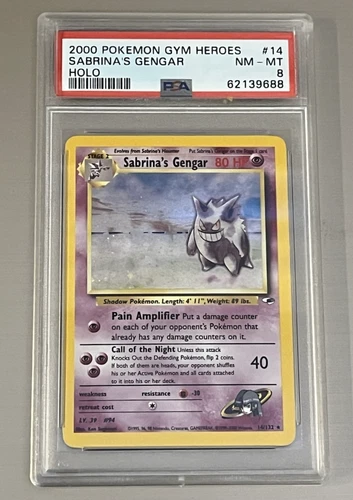 2000 POKEMON GYM HEROES #14
SABRINA'S GENGAR NM - MT
HOLO 8
PSA 62139688
STAGE 2
Evolves from Sabrina's Haunter Put Sabrina's Gengar on the Stage 1 card
Sabrina's Gengar 80 HP
Shadow Pokémon. Length: 4' 11", Weight: 89 lbs.
Pain Amplifier Put a damage counter
on each of your opponent's Pokémon that
already has any damage counters on it.
Call of the Night Unless this attack
Knocks Out the Defending Pokémon, flip 2 coins.
If both of them are heads, your opponent shuffles
his or her Active Pokémon and all cards attached
to it into his or her deck.
40
weakness resistance -30
retreat cost
LV. 39 #94
14/132 ★